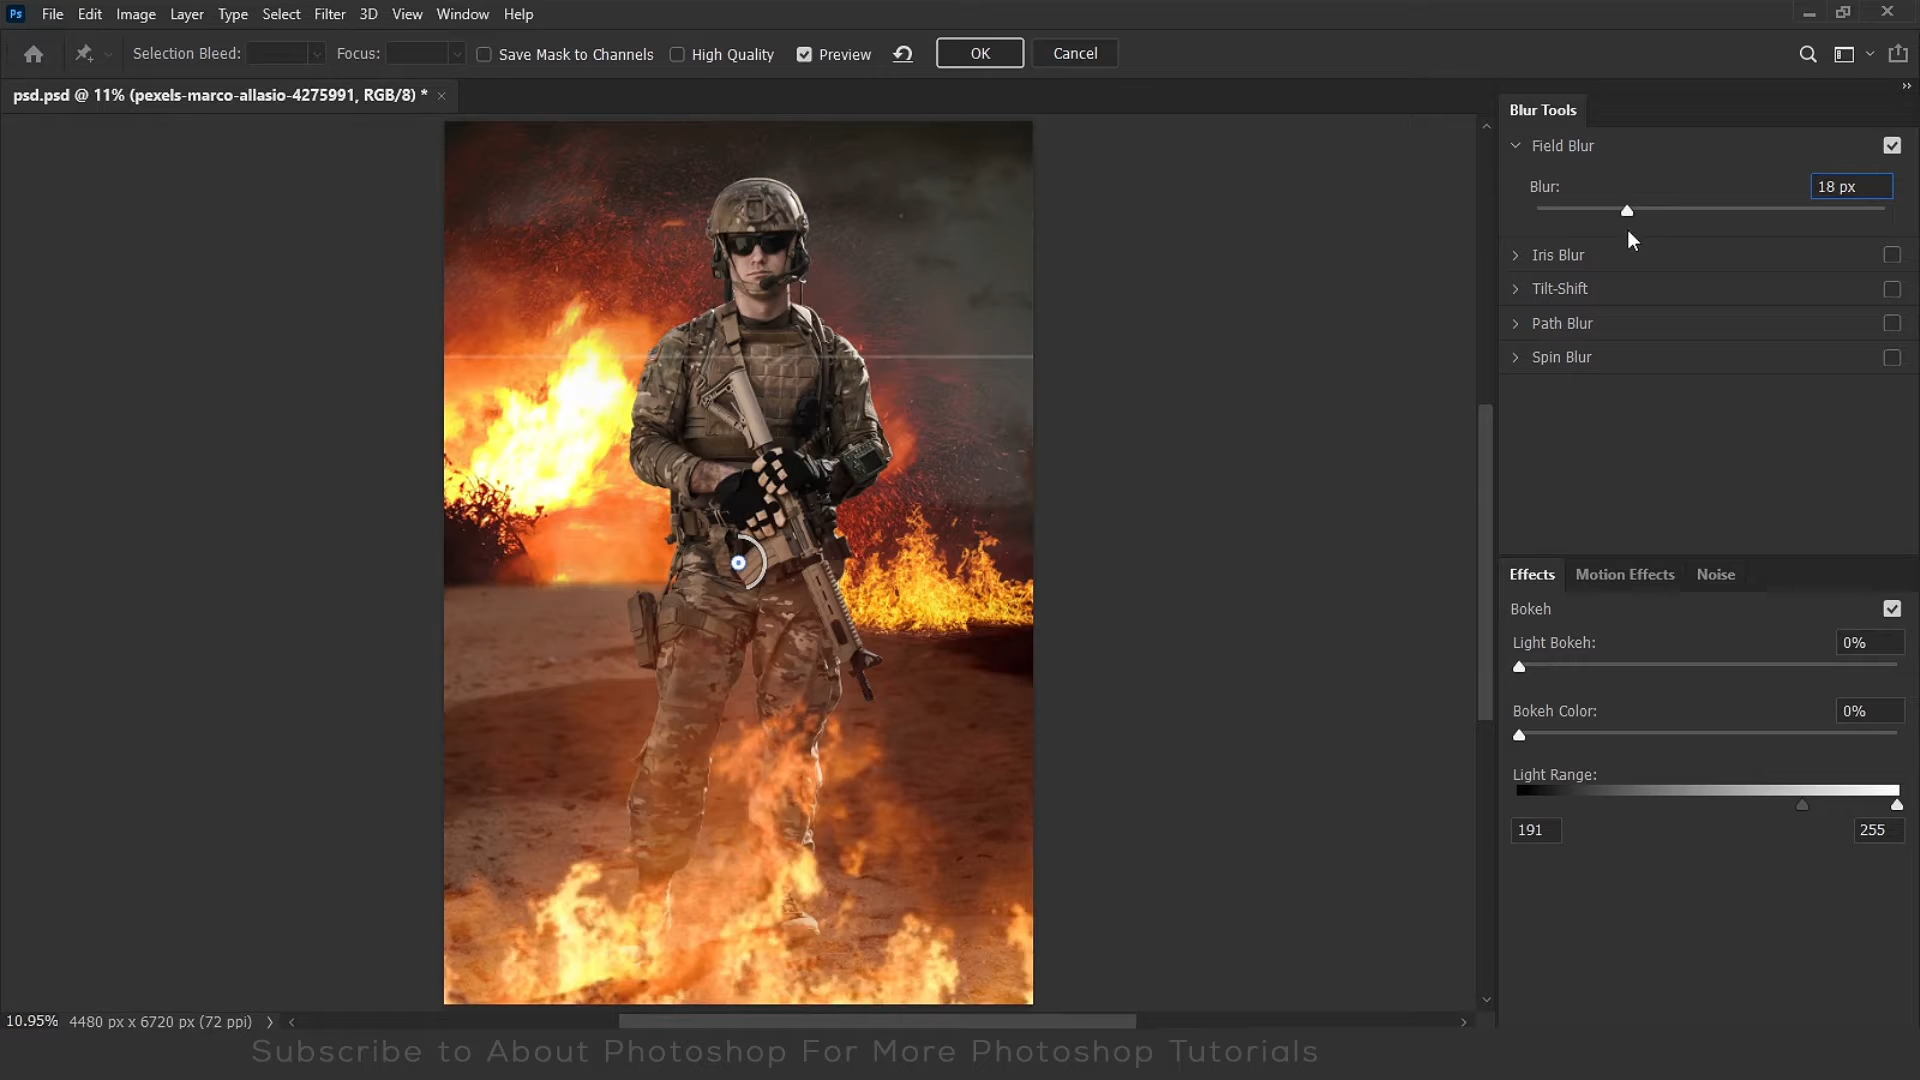 Ps File Edit Image Layer Type Select Filter 3D View Window Help
Selection Bleed: Focus: Save Mask to Channels High Quality Preview OK Cancel
psd.psd @ 11% (pexels-marco-allasio-4275991, RGB/8) * ×
Blur Tools
Field Blur
Blur: 18 px
Iris Blur
Tilt-Shift
Path Blur
Spin Blur
Effects Motion Effects Noise
Bokeh
Light Bokeh: 0%
Bokeh Color: 0%
Light Range:
191 255
10.95% 4480 px x 6720 px (72 ppi)
Subscribe to About Photoshop For More Photoshop Tutorials